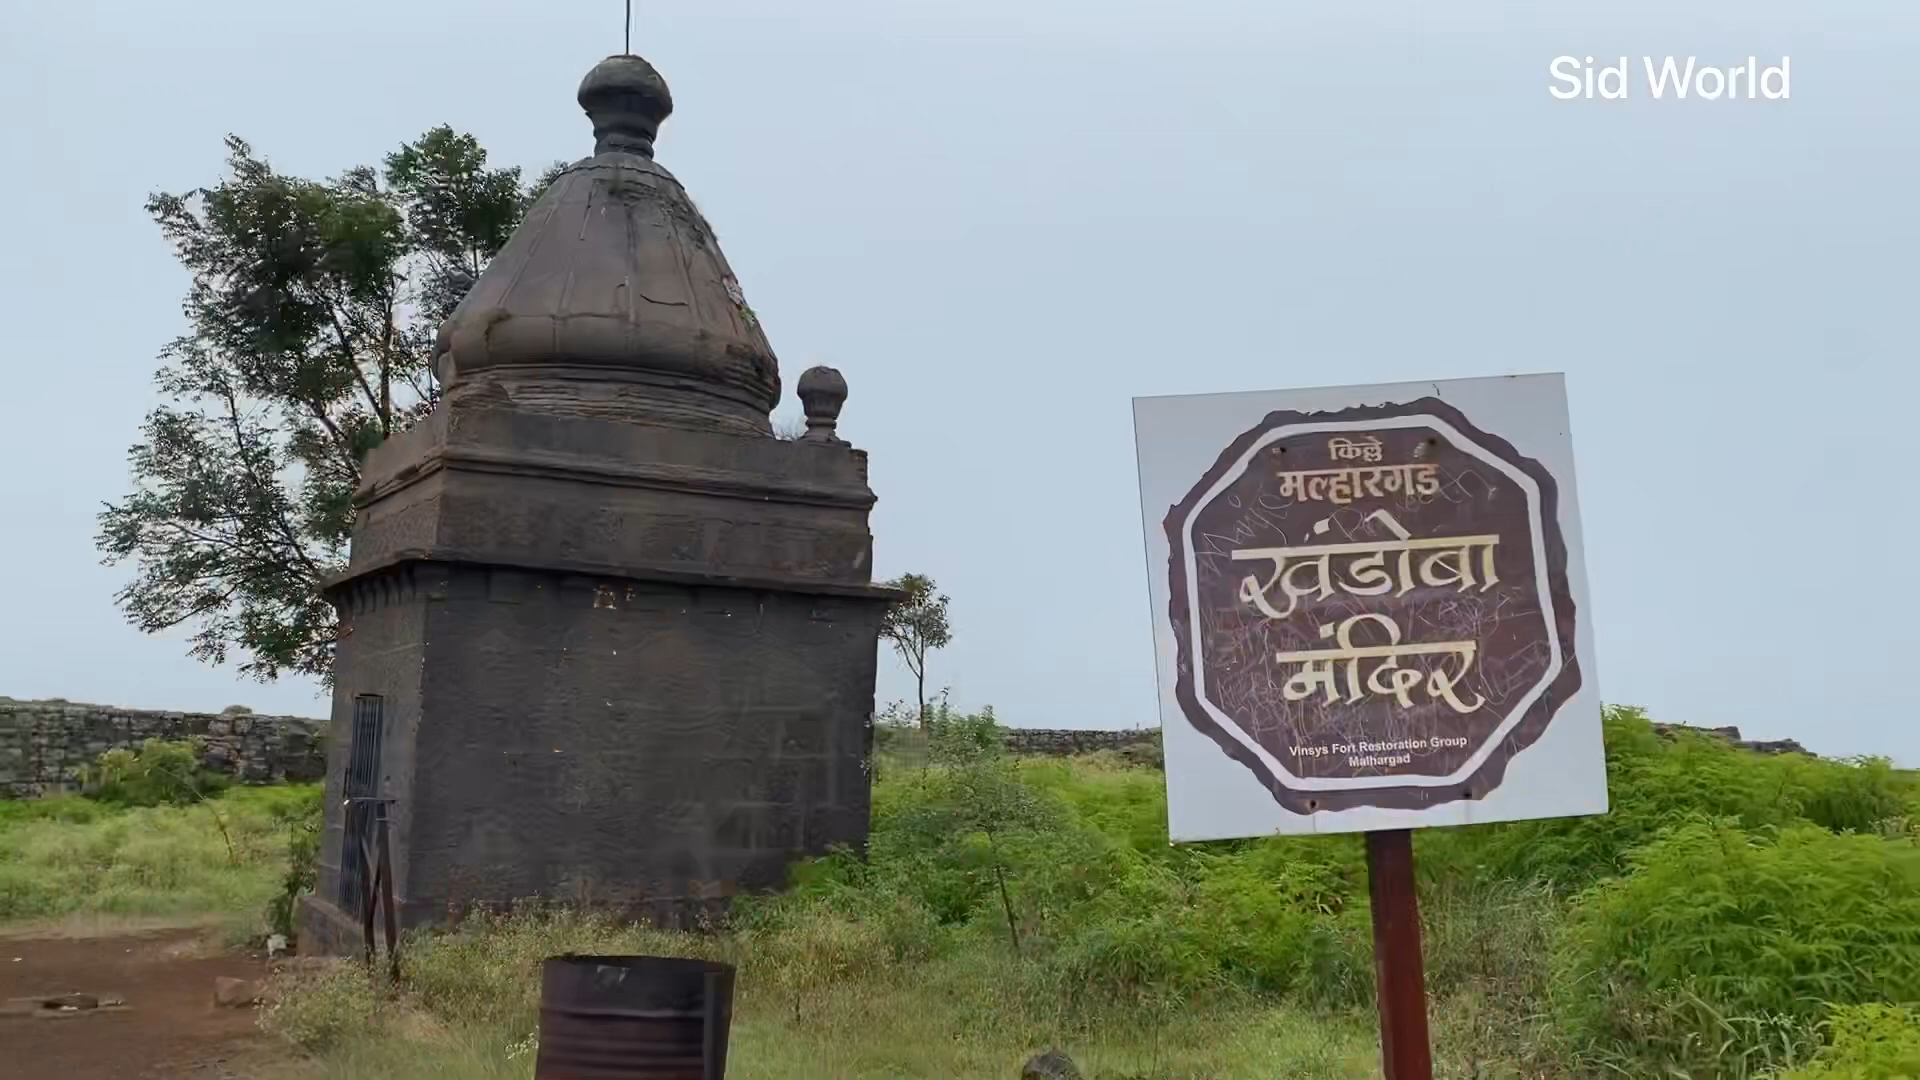 Sid World
किल्ले
मल्हारगड
खंडोबा
मंदिर
Vinsys Fort Restoration Group
Malhargad